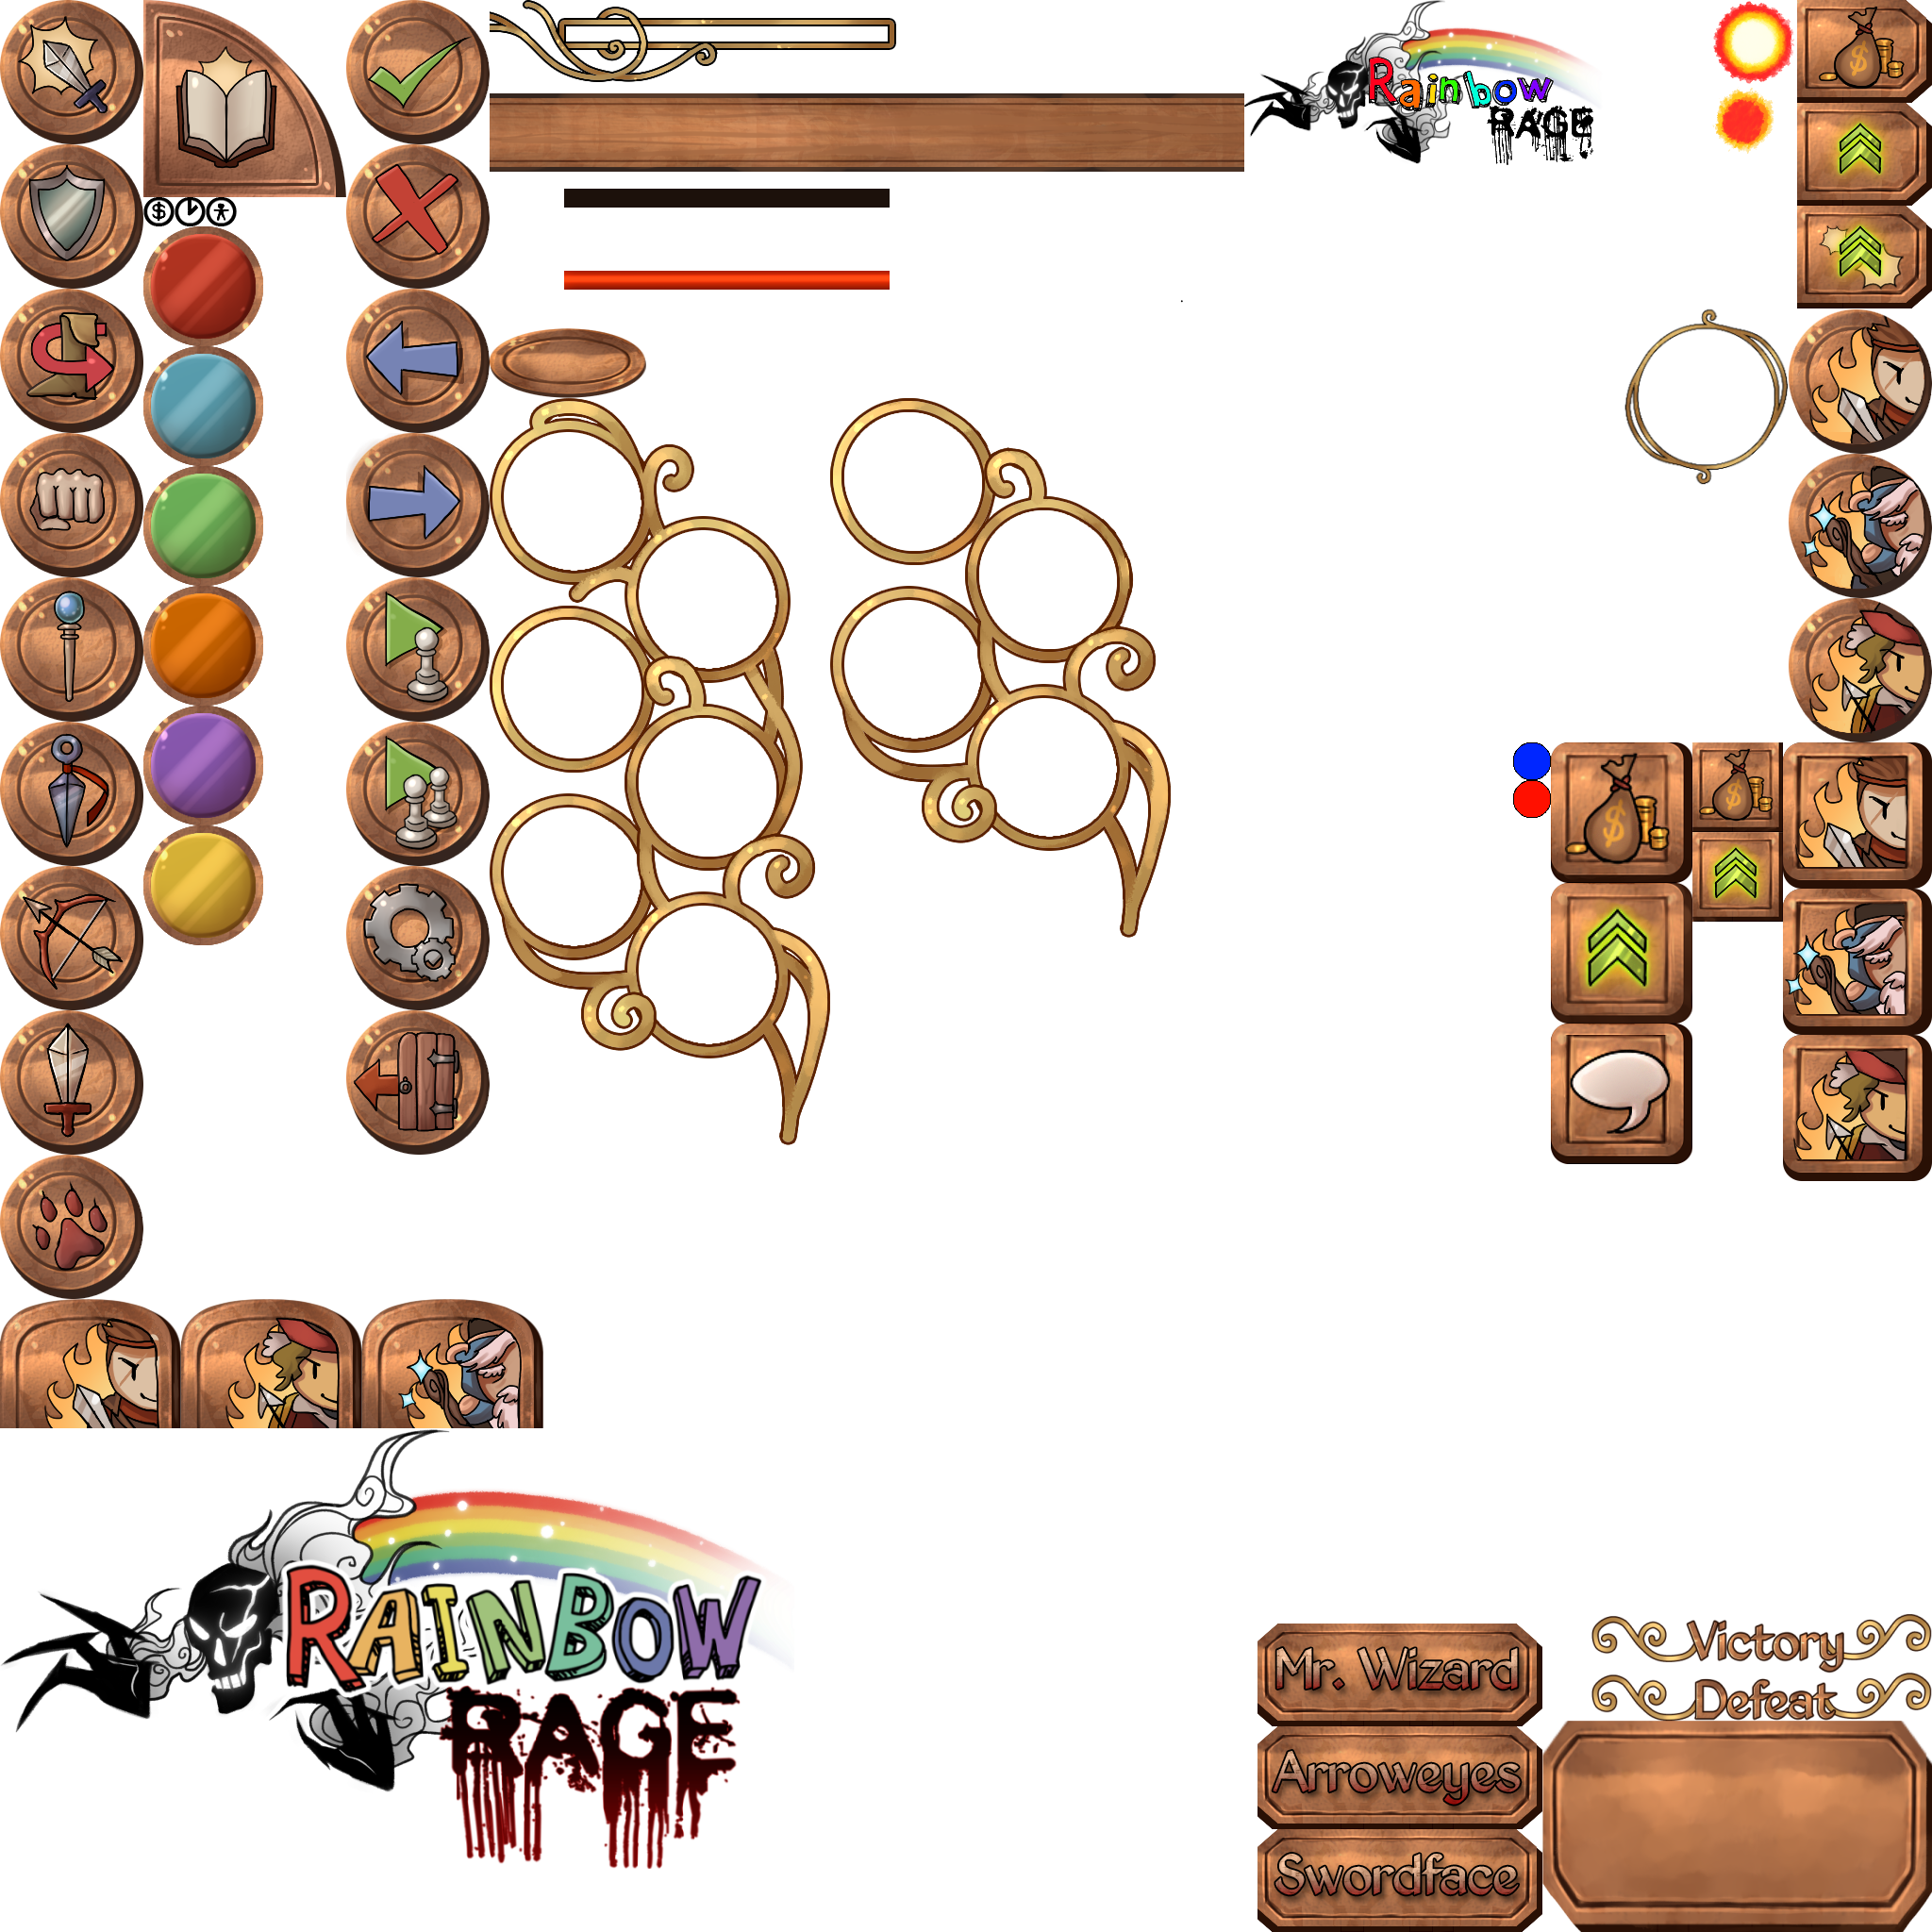 Rainbow
RAGE
RAINBOW
RAGE
Mr. Wizard
Arroweyes
Swordface
Victory
Defeat